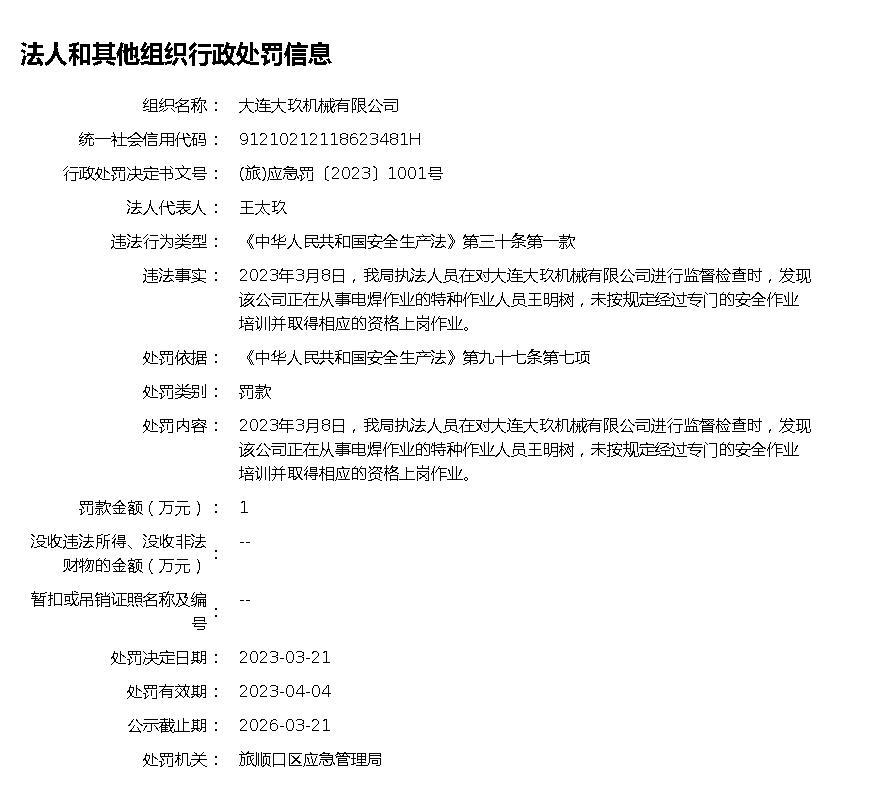 法人和其他组织行政处罚信息
组织名称： 大连大玖机械有限公司
统一社会信用代码： 91210212118623481H
行政处罚决定书文号： (旅)应急罚〔2023〕1001号
法人代表人： 王太玖
违法行为类型： 《中华人民共和国安全生产法》第三十条第一款
违法事实： 2023年3月8日，我局执法人员在对大连大玖机械有限公司进行监督检查时，发现
该公司正在从事电焊作业的特种作业人员王明树，未按规定经过专门的安全作业
培训并取得相应的资格上岗作业。
处罚依据： 《中华人民共和国安全生产法》第九十七条第七项
处罚类别： 罚款
处罚内容： 2023年3月8日，我局执法人员在对大连大玖机械有限公司进行监督检查时，发现
该公司正在从事电焊作业的特种作业人员王明树，未按规定经过专门的安全作业
培训并取得相应的资格上岗作业。
罚款金额（万元）： 1
没收违法所得、没收非法
财物的金额（万元）： --
暂扣或吊销证照名称及编
号： --
处罚决定日期： 2023-03-21
处罚有效期： 2023-04-04
公示截止期： 2026-03-21
处罚机关： 旅顺口区应急管理局